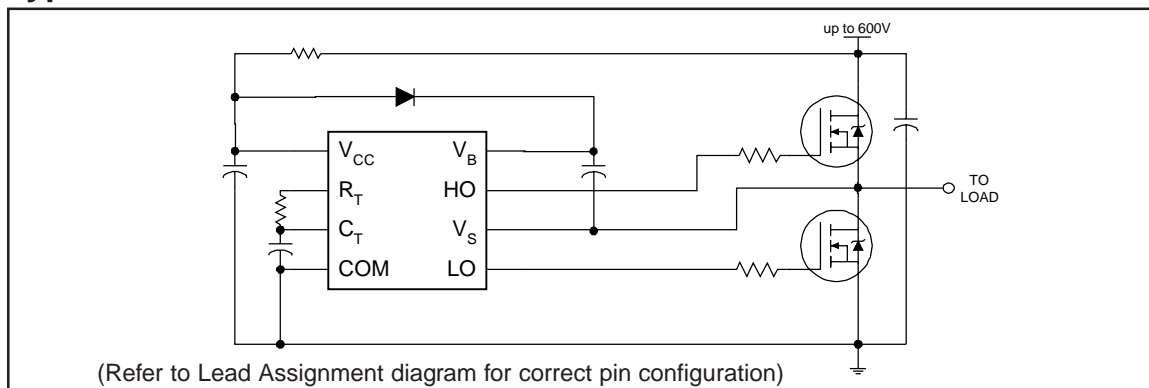 up to 600V
VCC
VB
RT
HO
CT
VS
COM
LO
TO
LOAD
(Refer to Lead Assignment diagram for correct pin configuration)